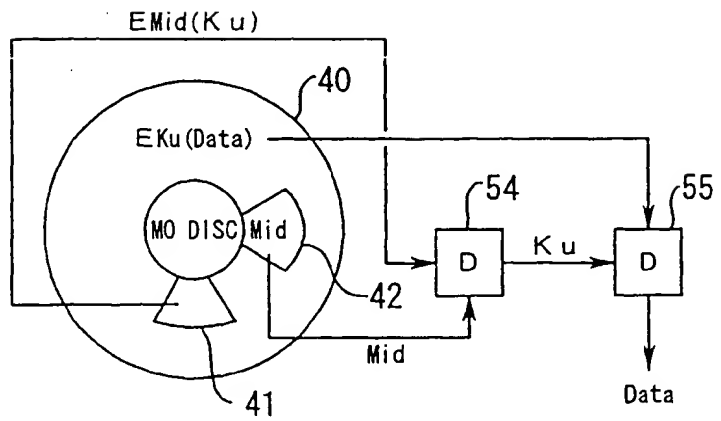 EMid(Ku)
40
EKu(Data)
54
55
MO DISC
Mid
D
Ku
D
42
Mid
41
Data